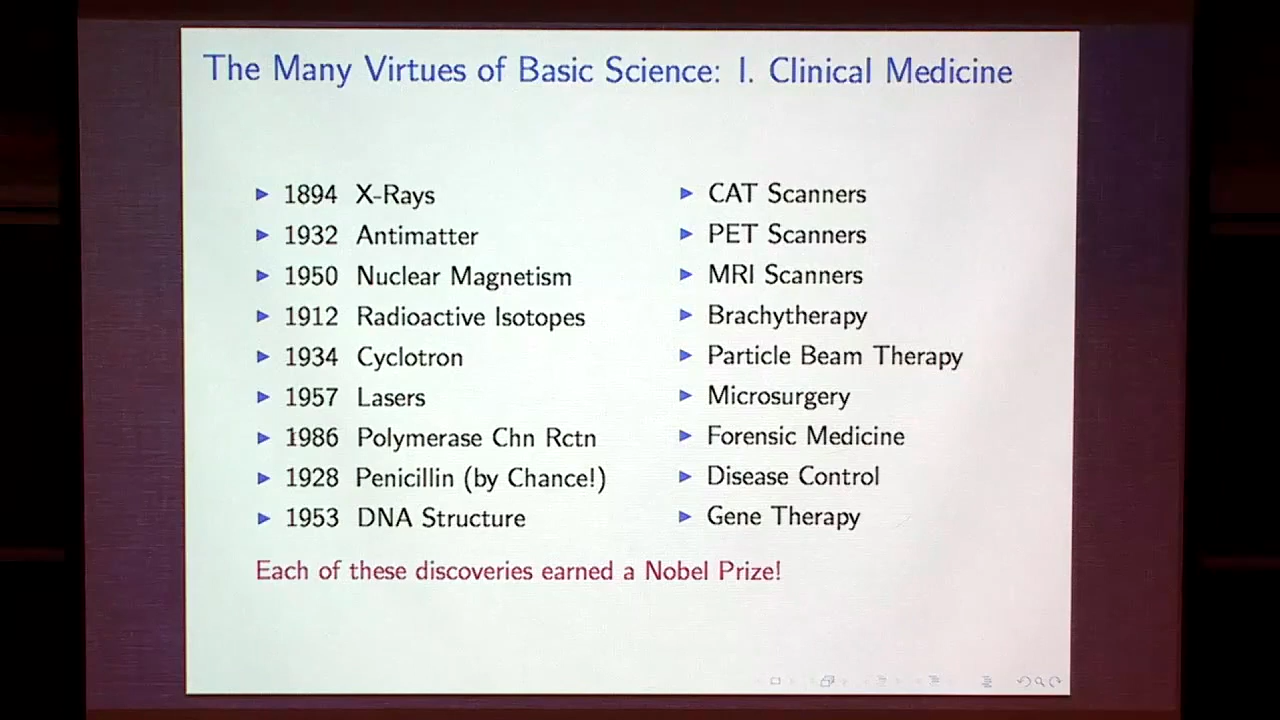 The Many Virtues of Basic Science: I. Clinical Medicine
1894 X-Rays
CAT Scanners
1932 Antimatter
PET Scanners
1950 Nuclear Magnetism
MRI Scanners
1912 Radioactive Isotopes
Brachytherapy
1934 Cyclotron
Particle Beam Therapy
1957 Lasers
Microsurgery
1986 Polymerase Chn Rctn
Forensic Medicine
1928 Penicillin (by Chance!)
Disease Control
1953 DNA Structure
Gene Therapy
Each of these discoveries earned a Nobel Prize!